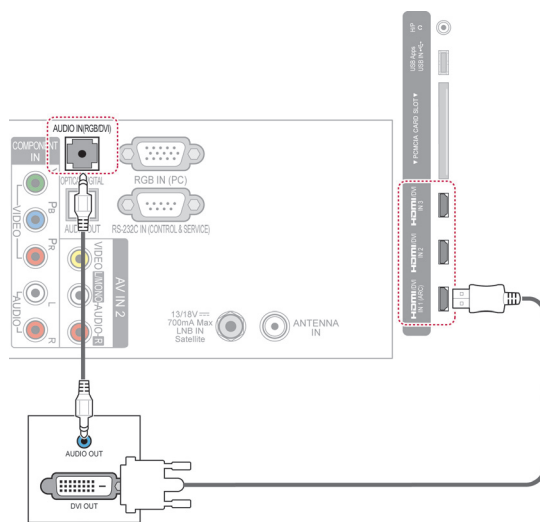 AUDIO IN(RGB/DVI)
COMPONENT
IN
VIDEO
PB
PR
AUDIO
L
R
RGB IN (PC)
OPTICAL DIGITAL
AUDIO OUT
RS-232C IN (CONTROL & SERVICE)
VIDEO
L/MONO
AUDIO
R
AV IN 2
13/18V
700mA Max
LNB IN
Satellite
ANTENNA
IN
H/P
USB Apps
USB IN
▼ PCMCIA CARD SLOT ▼
HDMI/DVI
IN 3
HDMI/DVI
IN 2
HDMI/DVI
IN 1 (ARC)
AUDIO OUT
DVI OUT